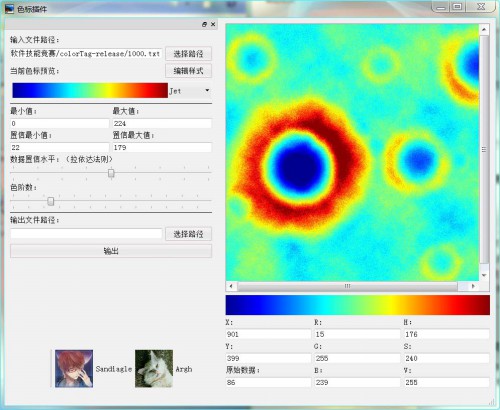 色标插件
输入文件路径:
软件技能竞赛/colorTag-release/1000.txt 选择路径
当前色标预览: 编辑样式
Jet
最小值: 最大值:
0 224
置信最小值: 置信最大值:
22 179
数据置信水平:（拉依达法则）
色阶数:
输出文件路径:
选择路径
输出
Sandlagle Argh
X: R: H:
901 15 176
Y: G: S:
399 255 240
原始数据: B: V:
86 239 255